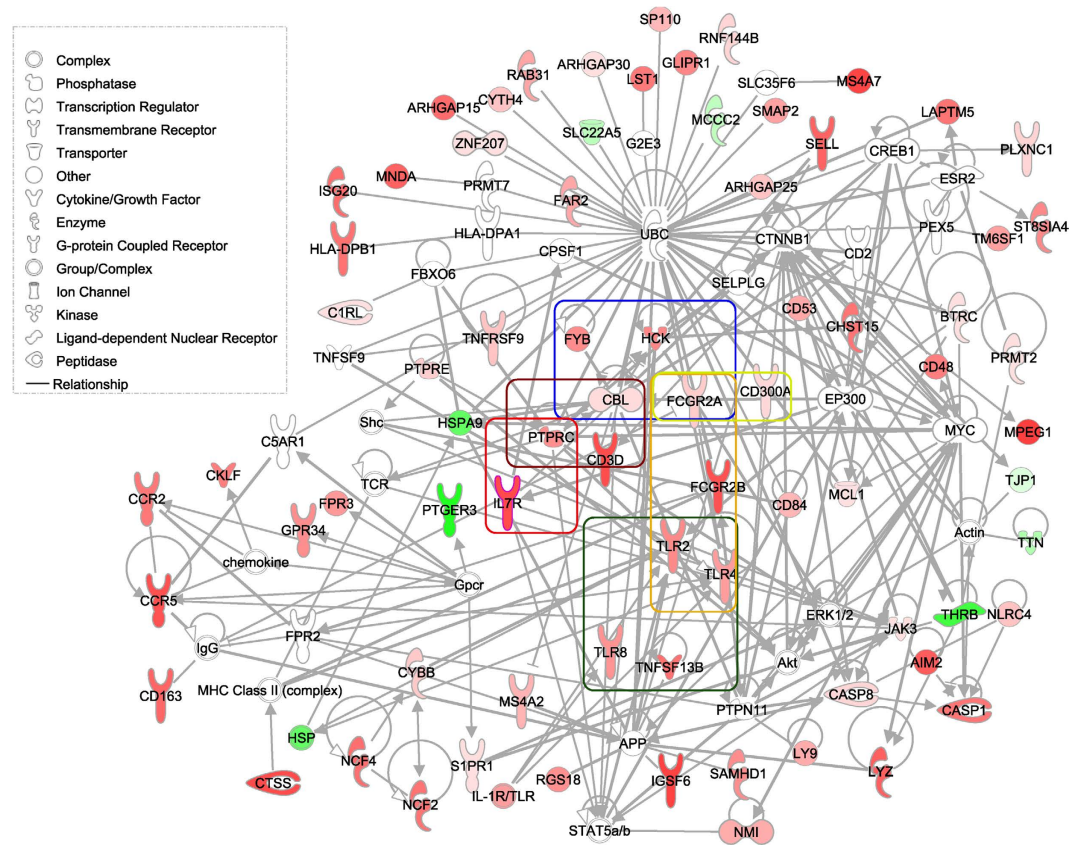 Complex
Phosphatase
Transcription Regulator
Transmembrane Receptor
Transporter
Other
Cytokine/Growth Factor
Enzyme
G-protein Coupled Receptor
Group/Complex
Ion Channel
Kinase
Ligand-dependent Nuclear Receptor
Peptidase
Relationship
SP110
RNF144B
ARHGAP30
GLIPR1
RAB31
LST1
SLC35F6
MS4A7
CYTH4
ARHGAP15
SMAP2
LAPTM5
MCCC2
SLC22A5
ZNF207
G2E3
SELL
CREB1
PLXNC1
MNDA
PRMT7
ISG20
FAR2
ARHGAP25
ESR2
HLA-DPA1
UBC
CTNNB1
PEX5
ST8SIA4
TM6SF1
HLA-DPB1
CPSF1
CD2
FBXO6
SELPLG
C1RL
CD53
BTRC
CHST15
TNFRSF9
FYB
HCK
TNFSF9
PTPRE
PRMT2
CD48
CD300A
CBL
FCGR2A
EP300
Shc
HSPA9
MYC
MPEG1
PTPRC
C5AR1
CD3D
CKLF
TCR
TJP1
FCGR2B
CCR2
IL7R
MCL1
FPR3
CD84
PTGER3
GPR34
Actin
TTN
TLR2
chemokine
TLR4
Gpcr
CCR5
ERK1/2
THRB
NLRC4
FPR2
JAK3
IgG
TLR8
AIM2
CYBB
TNFSF13B
Akt
MHC Class II (complex)
CD163
CASP8
MS4A2
PTPN11
CASP1
HSP
APP
LY9
NCF4
S1PR1
LYZ
CTSS
RGS18
IGSF6
SAMHD1
IL-1R/TLR
NCF2
STAT5a/b
NMI